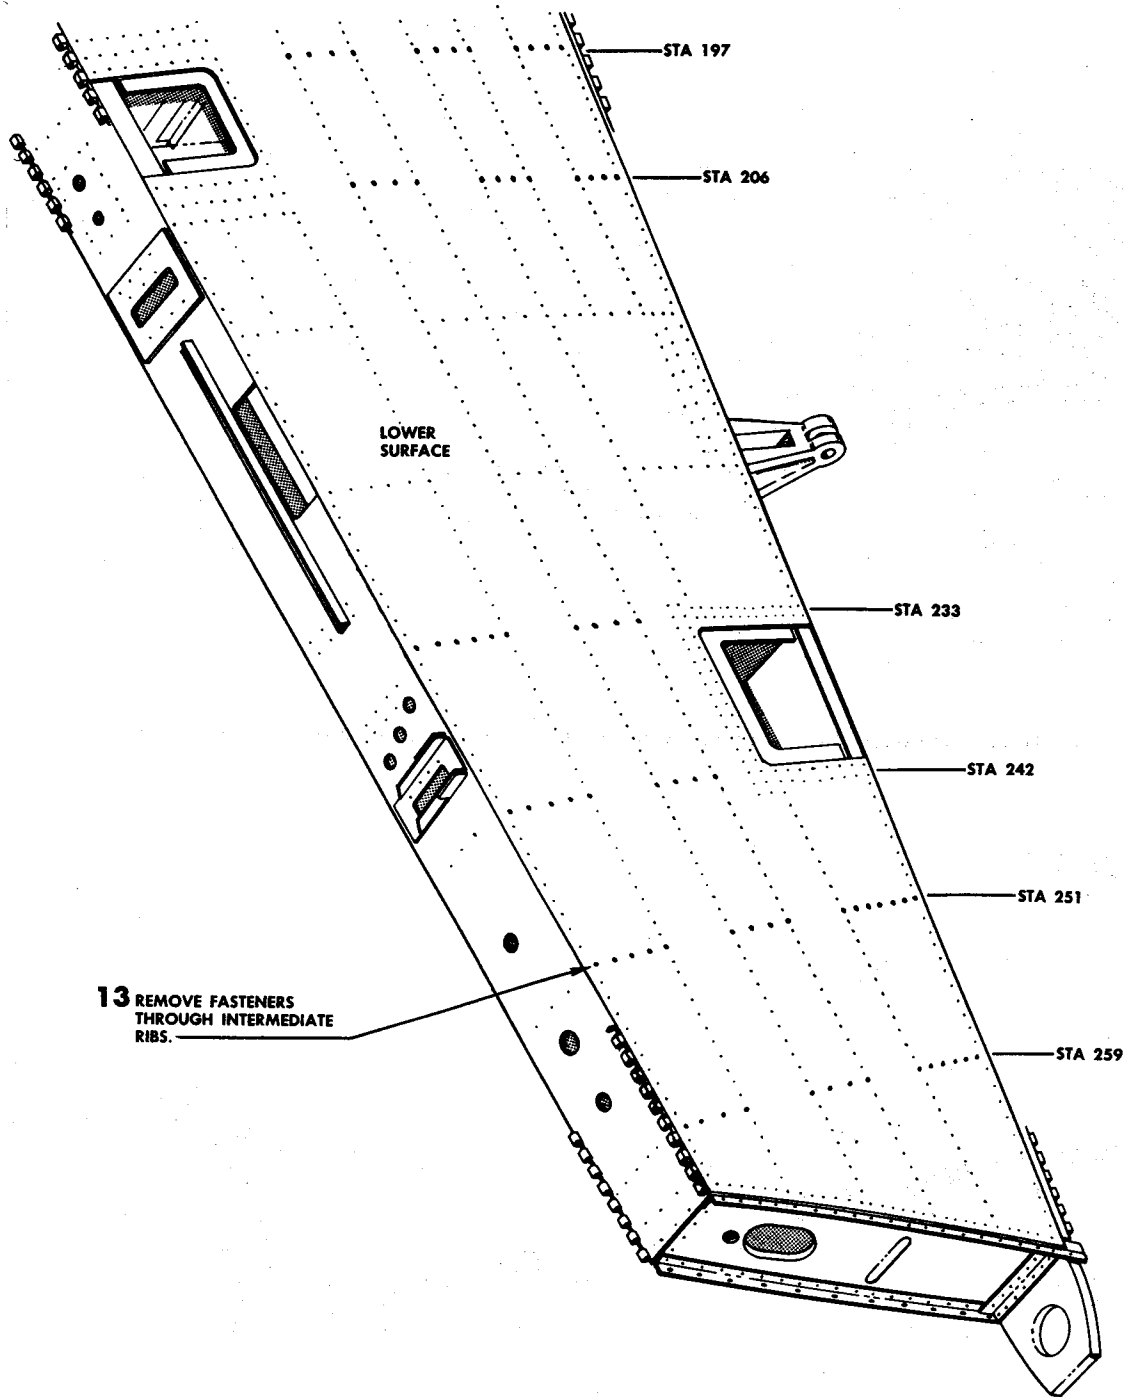 STA 197
STA 206
LOWER
SURFACE
STA 233
STA 242
STA 251
13 REMOVE FASTENERS
THROUGH INTERMEDIATE
RIBS.
STA 259